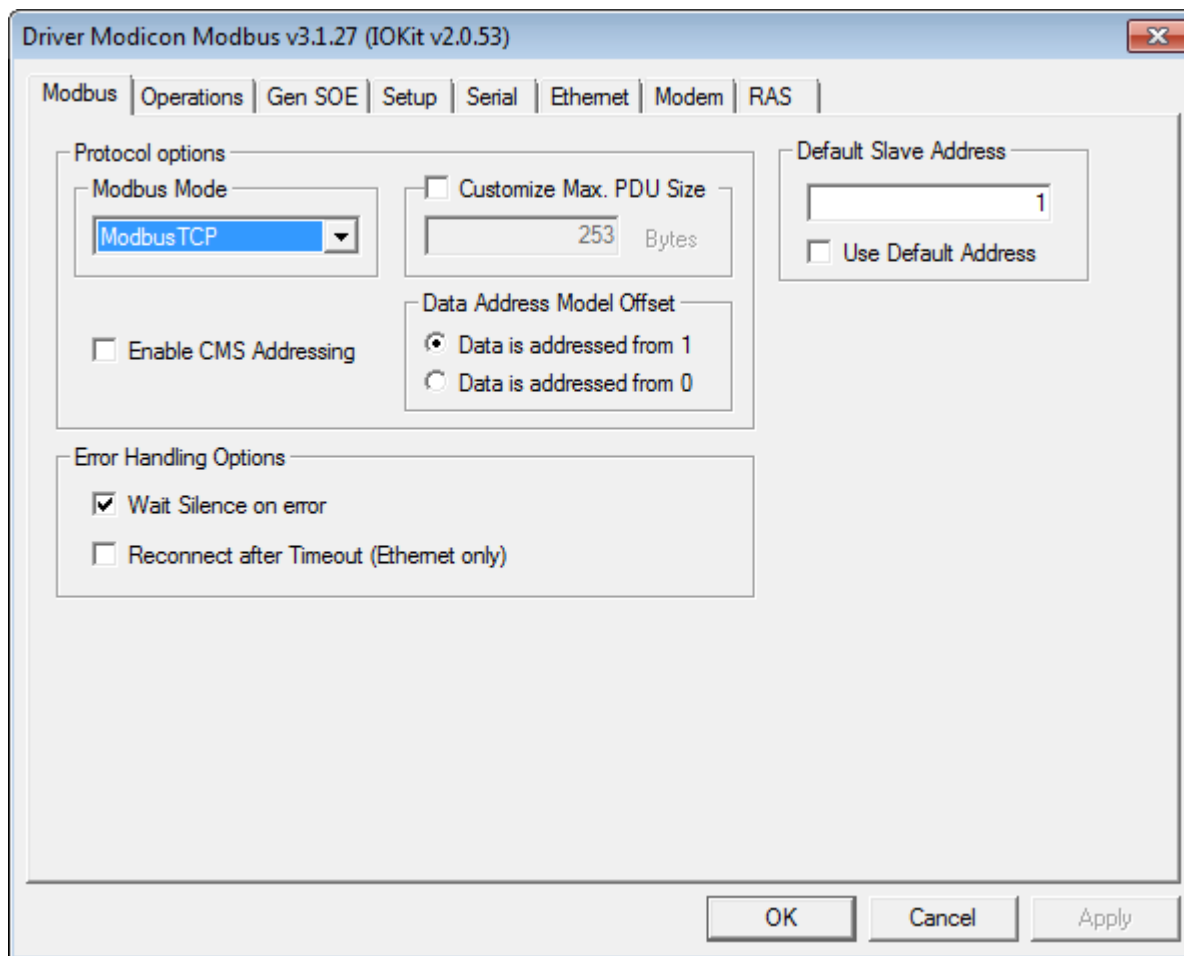 Driver Modicon Modbus v3.1.27 (IOKit v2.0.53)
Modbus Operations Gen SOE Setup Serial Ethernet Modem RAS
Protocol options
Modbus Mode
ModbusTCP
Customize Max. PDU Size
253 Bytes
Enable CMS Addressing
Data Address Model Offset
Data is addressed from 1
Data is addressed from 0
Default Slave Address
1
Use Default Address
Error Handling Options
Wait Silence on error
Reconnect after Timeout (Ethernet only)
OK Cancel Apply